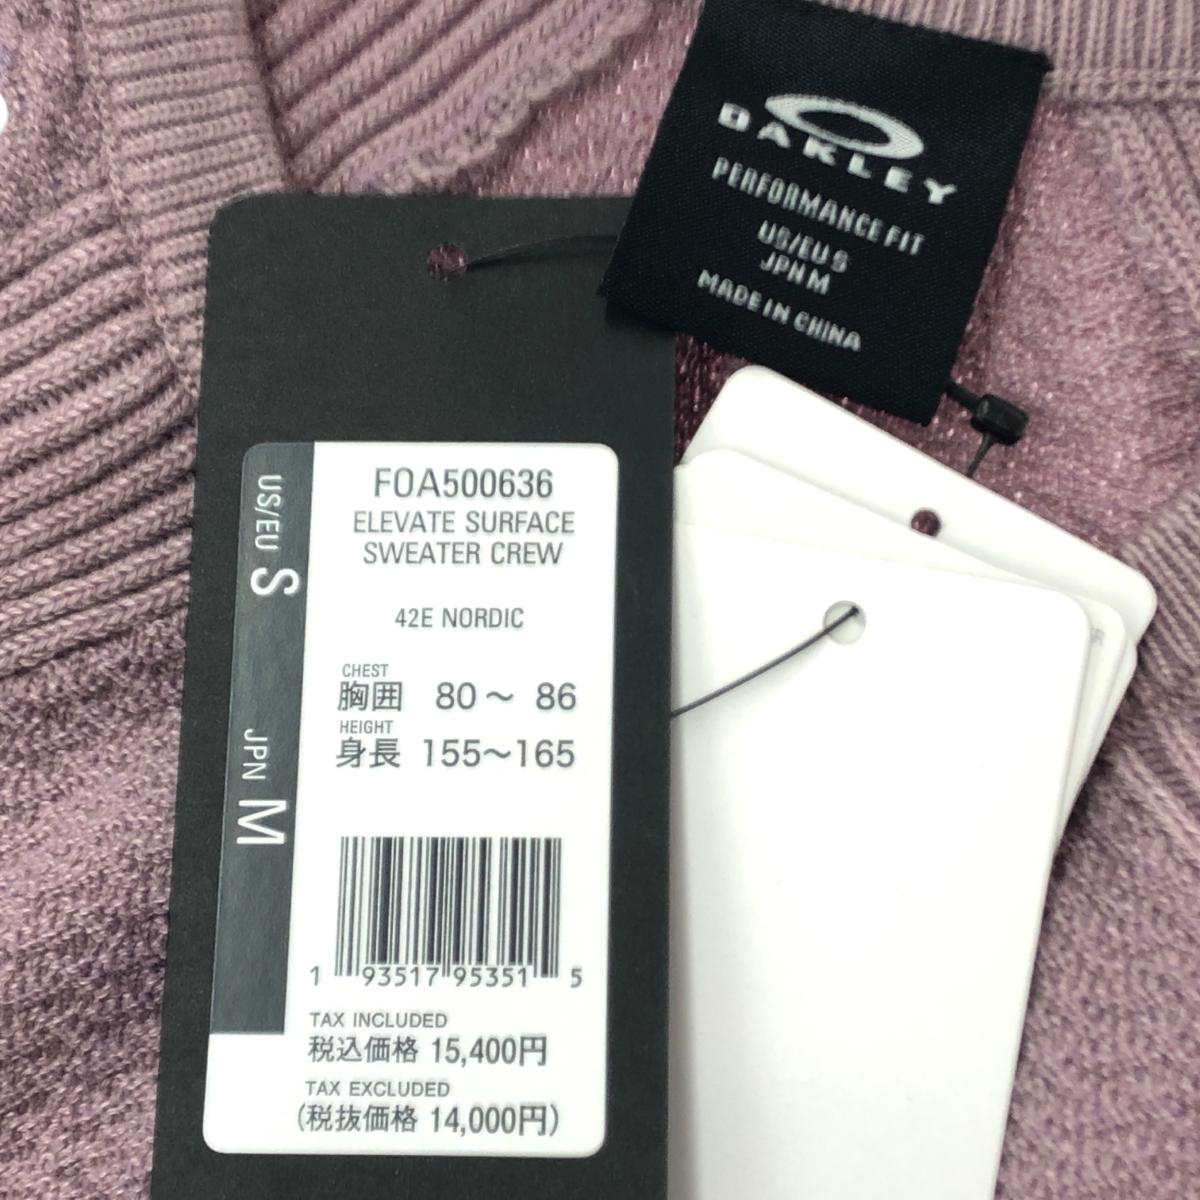 OAKLEY
PERFORMANCE FIT
US/EU S
JPN M
MADE IN CHINA
US/EU S
JPN M
FOA500636
ELEVATE SURFACE
SWEATER CREW
42E NORDIC
CHEST
胸囲 80〜 86
HEIGHT
身長 155〜165
1 93517 95351 5
TAX INCLUDED
税込価格 15,400円
TAX EXCLUDED
(税抜価格 14,000円)